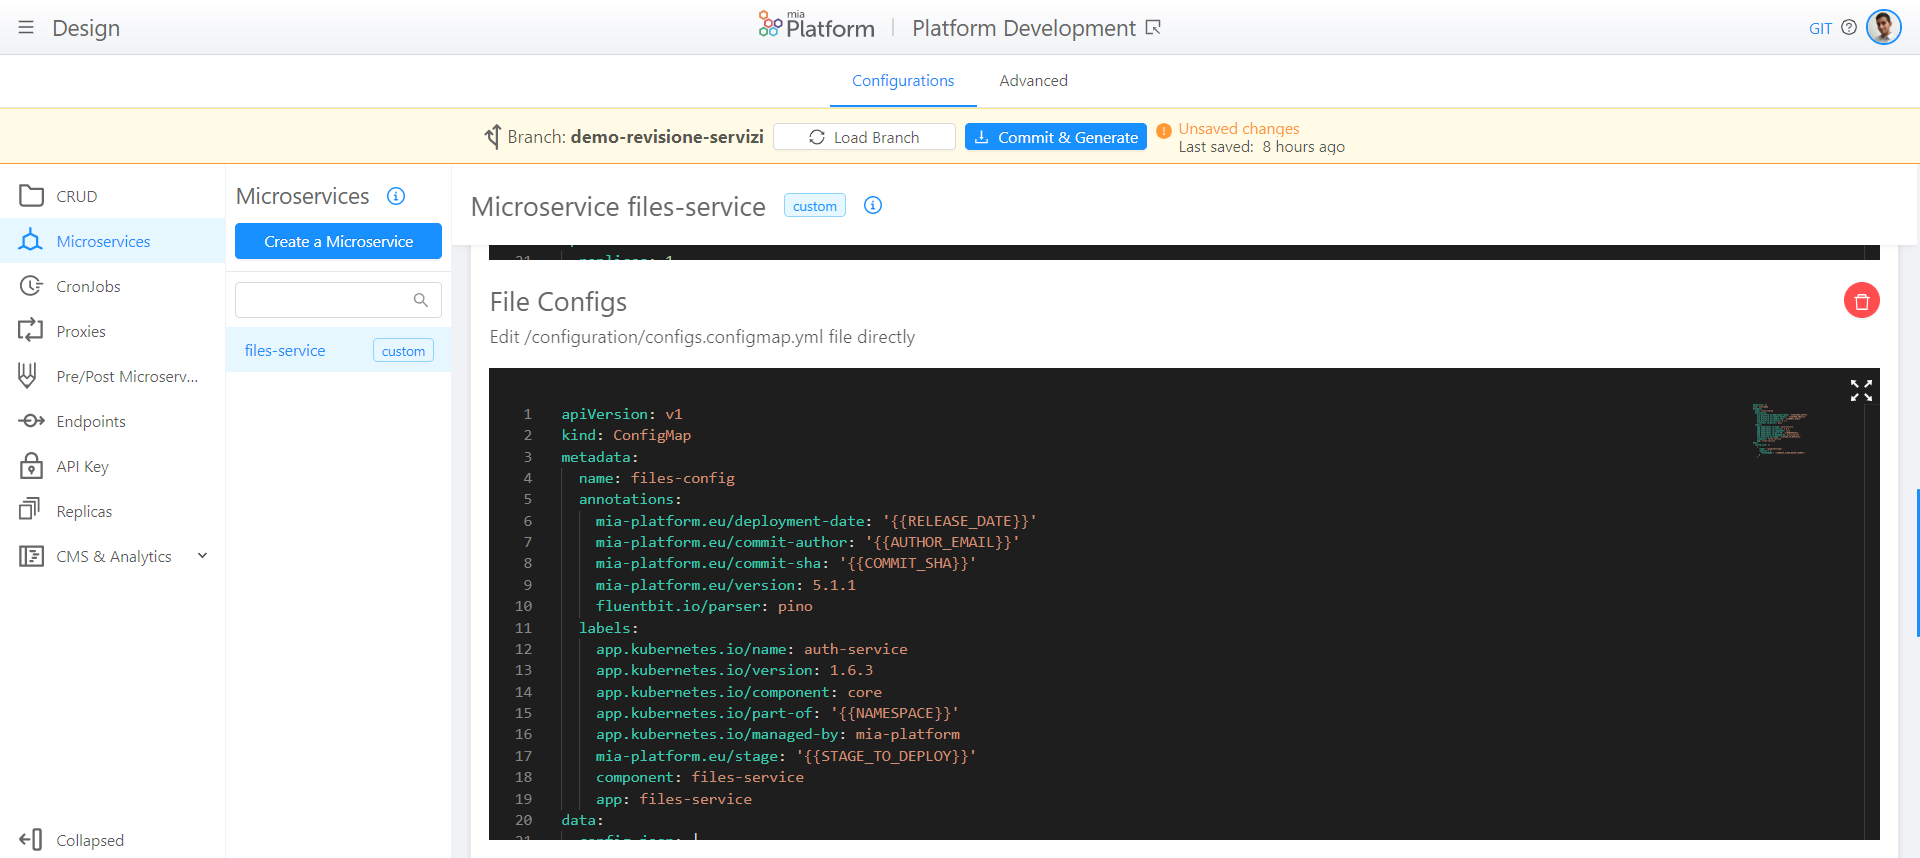 Design
mia
Platform
Platform Development
GIT
Configurations
Advanced
Branch: demo-revisione-servizi
Load Branch
Commit & Generate
Unsaved changes
Last saved: 8 hours ago
CRUD
Microservices
CronJobs
Proxies
Pre/Post Microserv...
Endpoints
API Key
Replicas
CMS & Analytics
Collapsed
Microservices
Create a Microservice
files-service custom
Microservice files-service custom
21 replicas: 1
File Configs
Edit /configuration/configs.configmap.yml file directly
1 apiVersion: v1
2 kind: ConfigMap
3 metadata:
4 name: files-config
5 annotations:
6 mia-platform.eu/deployment-date: '{{RELEASE_DATE}}'
7 mia-platform.eu/commit-author: '{{AUTHOR_EMAIL}}'
8 mia-platform.eu/commit-sha: '{{COMMIT_SHA}}'
9 mia-platform.eu/version: 5.1.1
10 fluentbit.io/parser: pino
11 labels:
12 app.kubernetes.io/name: auth-service
13 app.kubernetes.io/version: 1.6.3
14 app.kubernetes.io/component: core
15 app.kubernetes.io/part-of: '{{NAMESPACE}}'
16 app.kubernetes.io/managed-by: mia-platform
17 mia-platform.eu/stage: '{{STAGE_TO_DEPLOY}}'
18 component: files-service
19 app: files-service
20 data:
21 config.json: |